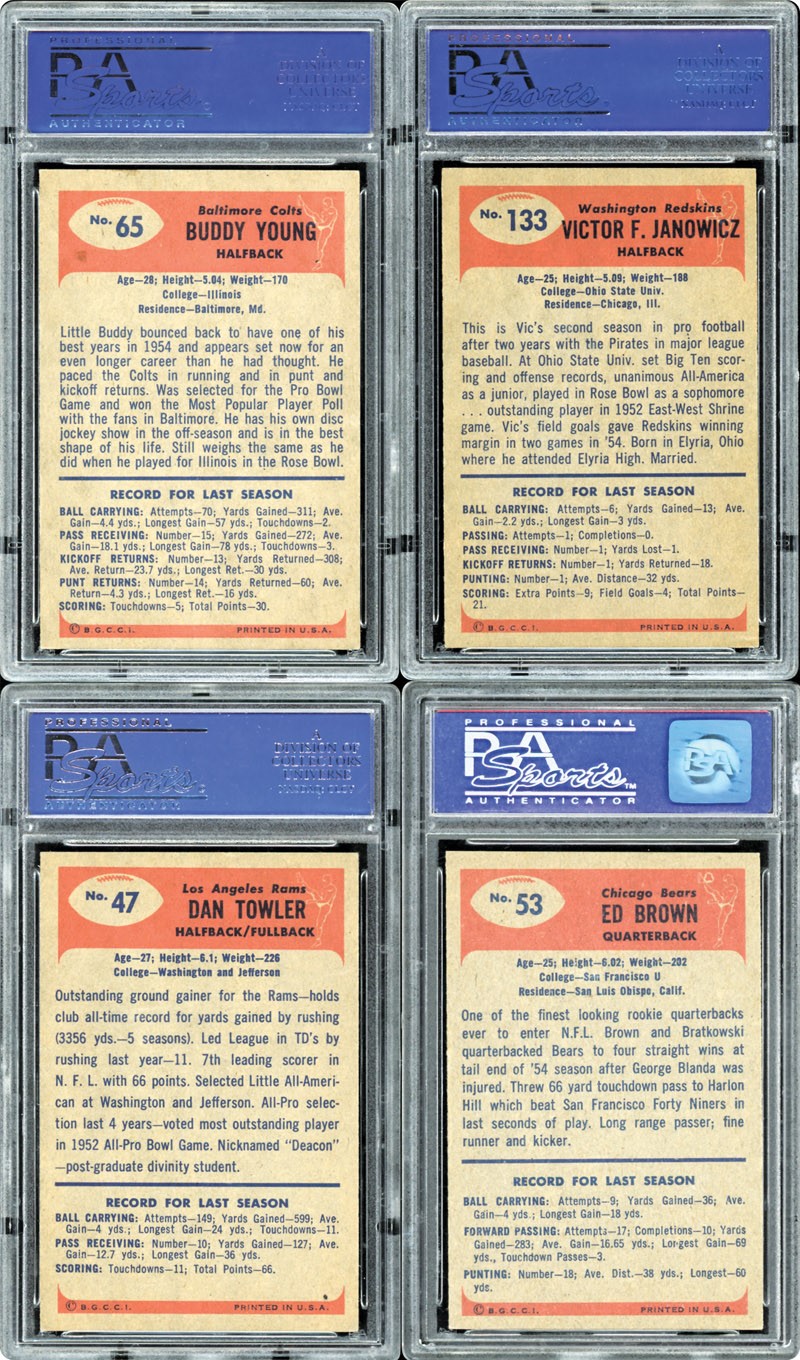 PROFESSIONAL
PSA
Sports
AUTHENTICATOR
A
DIVISION OF
COLLECTORS
UNIVERSE
No. 65
Baltimore Colts
BUDDY YOUNG
HALFBACK
Age—28; Height—5.04; Weight—170
College—Illinois
Residence—Baltimore, Md.
Little Buddy bounced back to have one of his
best years in 1954 and appears set now for an
even longer career than he had thought. He
paced the Colts in running and in punt and
kickoff returns. Was selected for the Pro Bowl
Game and won the Most Popular Player Poll
with the fans in Baltimore. He has his own disc
jockey show in the off-season and is in the best
shape of his life. Still weighs the same as he
did when he played for Illinois in the Rose Bowl.
RECORD FOR LAST SEASON
BALL CARRYING: Attempts—70; Yards Gained—311; Ave.
Gain—4.4 yds.; Longest Gain—57 yds.; Touchdowns—2.
PASS RECEIVING: Number—15; Yards Gained—272; Ave.
Gain—18.1 yds.; Longest Gain—78 yds.; Touchdowns—3.
KICKOFF RETURNS: Number—13; Yards Returned—308;
Ave. Return—23.7 yds.; Longest Ret.—30 yds.
PUNT RETURNS: Number—14; Yards Returned—60; Ave.
Return—4.3 yds.; Longest Ret.—16 yds.
SCORING: Touchdowns—5; Total Points—30.
© B.G.C.C.I. PRINTED IN U.S.A.
PROFESSIONAL
PSA
Sports
AUTHENTICATOR
A
DIVISION OF
COLLECTORS
UNIVERSE
No. 133
Washington Redskins
VICTOR F. JANOWICZ
HALFBACK
Age—25; Height—5.09; Weight—188
College—Ohio State Univ.
Residence—Chicago, Ill.
This is Vic's second season in pro football
after two years with the Pirates in major league
baseball. At Ohio State Univ. set Big Ten scor-
ing and offense records, unanimous All-America
as a junior, played in Rose Bowl as a sophomore
. . . outstanding player in 1952 East-West Shrine
game. Vic's field goals gave Redskins winning
margin in two games in '54. Born in Elyria, Ohio
where he attended Elyria High. Married.
RECORD FOR LAST SEASON
BALL CARRYING: Attempts—6; Yards Gained—13; Ave.
Gain—2.2 yds.; Longest Gain—3 yds.
PASSING: Attempts—1; Completions—0.
PASS RECEIVING: Number—1; Yards Lost—1.
KICKOFF RETURNS: Number—1; Yards Returned—18.
PUNTING: Number—1; Ave. Distance—32 yds.
SCORING: Extra Points—9; Field Goals—4; Total Points—
21.
© B.G.C.C.I. PRINTED IN U.S.A.
PROFESSIONAL
PSA
Sports
AUTHENTICATOR
A
DIVISION OF
COLLECTORS
UNIVERSE
No. 47
Los Angeles Rams
DAN TOWLER
HALFBACK/FULLBACK
Age—27; Height—6.1; Weight—226
College—Washington and Jefferson
Outstanding ground gainer for the Rams—holds
club all-time record for yards gained by rushing
(3356 yds.—5 seasons). Led League in TD's by
rushing last year—11. 7th leading scorer in
N. F. L. with 66 points. Selected Little All-Ameri-
can at Washington and Jefferson. All-Pro selec-
tion last 4 years—voted most outstanding player
in 1952 All-Pro Bowl Game. Nicknamed "Deacon"
—post-graduate divinity student.
RECORD FOR LAST SEASON
BALL CARRYING: Attempts—149; Yards Gained—599; Ave.
Gain—4 yds.; Longest Gain—24 yds.; Touchdowns—11.
PASS RECEIVING: Number—10; Yards Gained—127; Ave.
Gain—12.7 yds.; Longest Gain—36 yds.
SCORING: Touchdowns—11; Total Points—66.
© B.G.C.C.I. PRINTED IN U.S.A.
PROFESSIONAL
PSA
Sports™
AUTHENTICATOR
PSA
No. 53
Chicago Bears
ED BROWN
QUARTERBACK
Age—25; Height—6.02; Weight—202
College—San Francisco U
Residence—San Luis Obispo, Calif.
One of the finest looking rookie quarterbacks
ever to enter N.F.L. Brown and Bratkowski
quarterbacked Bears to four straight wins at
tail end of '54 season after George Blanda was
injured. Threw 66 yard touchdown pass to Harlon
Hill which beat San Francisco Forty Niners in
last seconds of play. Long range passer; fine
runner and kicker.
RECORD FOR LAST SEASON
BALL CARRYING: Attempts—9; Yards Gained—36; Ave.
Gain—4 yds.; Longest Gain—18 yds.
FORWARD PASSING: Attempts—17; Completions—10; Yards
Gained—283; Ave. Gain—16.65 yds.; Longest Gain—69
yds., Touchdown Passes—3.
PUNTING: Number—18; Ave. Dist.—38 yds.; Longest—60
yds.
© B.G.C.C.I. PRINTED IN U.S.A.